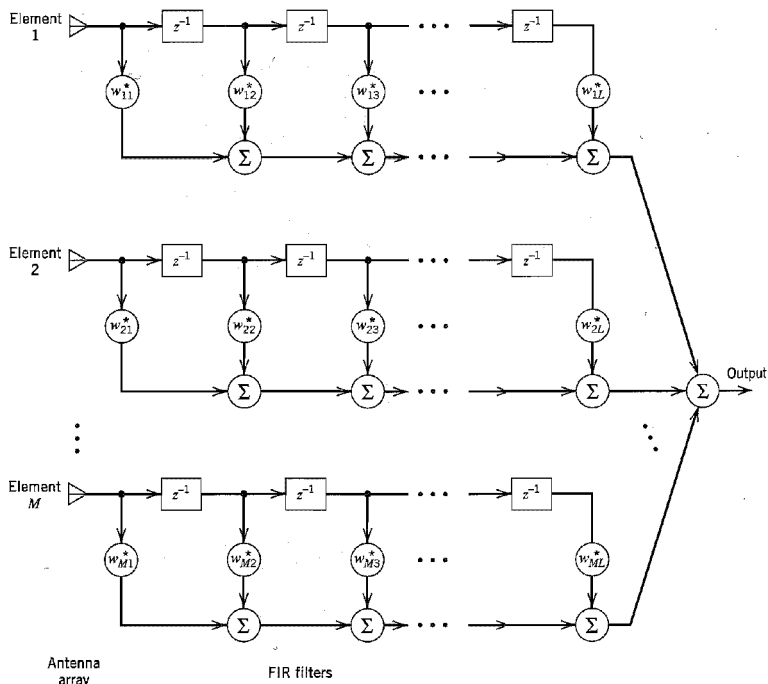 Element
1
z⁻¹ z⁻¹ • • • z⁻¹
w*₁₁ w*₁₂ w*₁₃ • • • w*₁L
Σ Σ • • • Σ
Element
2
z⁻¹ z⁻¹ • • • z⁻¹
w*₂₁ w*₂₂ w*₂₃ • • • w*₂L
Σ Σ • • • Σ Σ Output
Element
M
z⁻¹ z⁻¹ • • • z⁻¹
w*M1 w*M2 w*M3 • • • w*ML
Σ Σ • • • Σ
Antenna
array
FIR filters